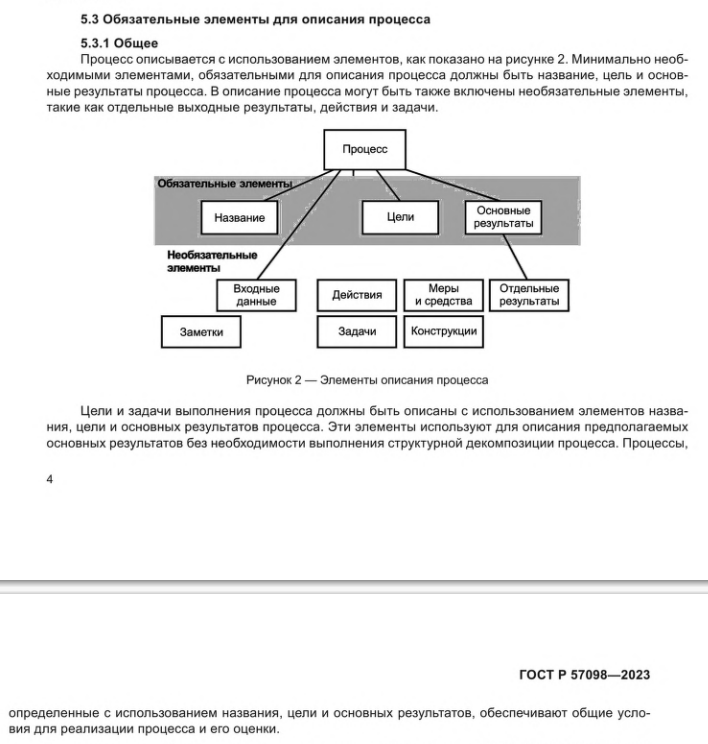 5.3 Обязательные элементы для описания процесса
5.3.1 Общее
Процесс описывается с использованием элементов, как показано на рисунке 2. Минимально необ-
ходимыми элементами, обязательными для описания процесса должны быть название, цель и основ-
ные результаты процесса. В описание процесса могут быть также включены необязательные элементы,
такие как отдельные выходные результаты, действия и задачи.
Процесс
Обязательные элементы
Название
Цели
Основные
результаты
Необязательные
элементы
Входные
данные
Действия
Меры
и средства
Отдельные
результаты
Заметки
Задачи
Конструкции
Рисунок 2 — Элементы описания процесса
Цели и задачи выполнения процесса должны быть описаны с использованием элементов назва-
ния, цели и основных результатов процесса. Эти элементы используют для описания предполагаемых
основных результатов без необходимости выполнения структурной декомпозиции процесса. Процессы,
4
ГОСТ Р 57098—2023
определенные с использованием названия, цели и основных результатов, обеспечивают общие усло-
вия для реализации процесса и его оценки.